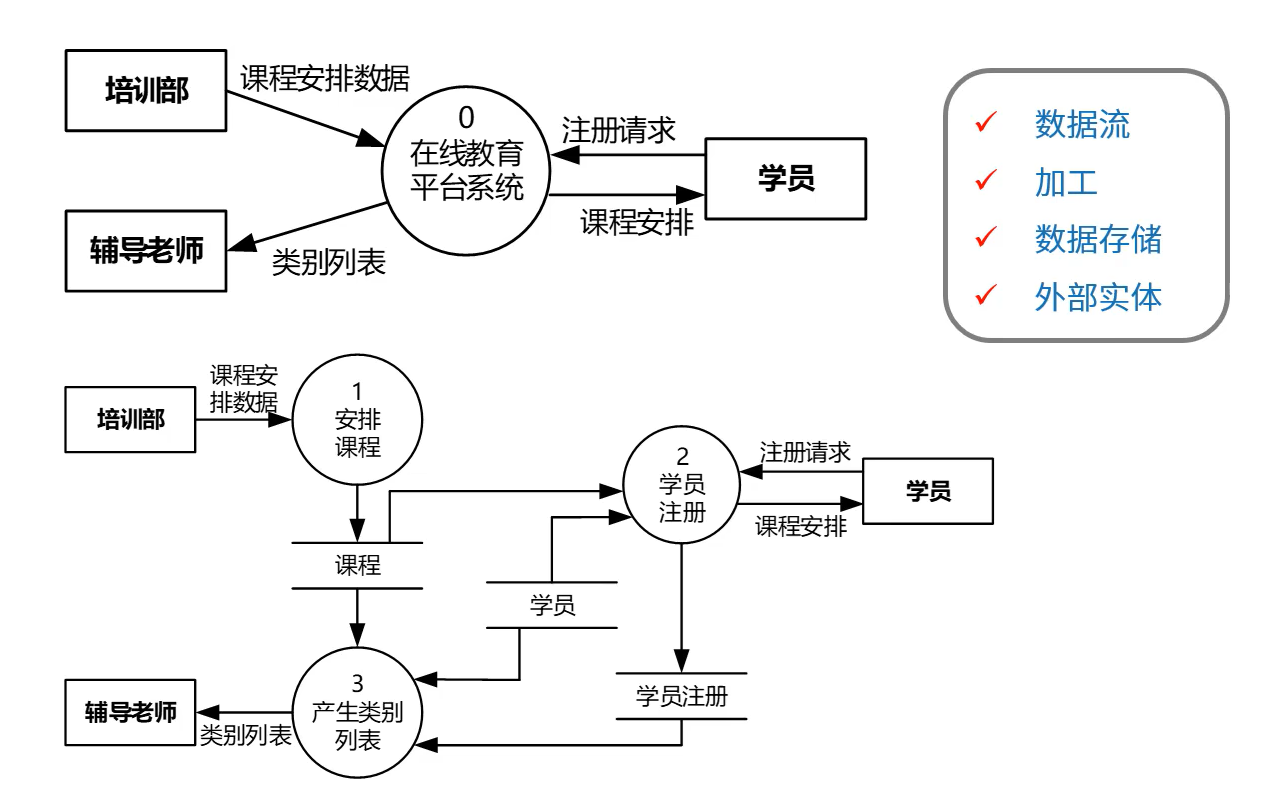 培训部
课程安排数据
0
在线教育
平台系统
注册请求
学员
课程安排
辅导老师
类别列表
数据流
加工
数据存储
外部实体
培训部
课程安
排数据
1
安排
课程
2
学员
注册
注册请求
学员
课程安排
课程
学员
学员注册
3
产生类别
列表
辅导老师
类别列表